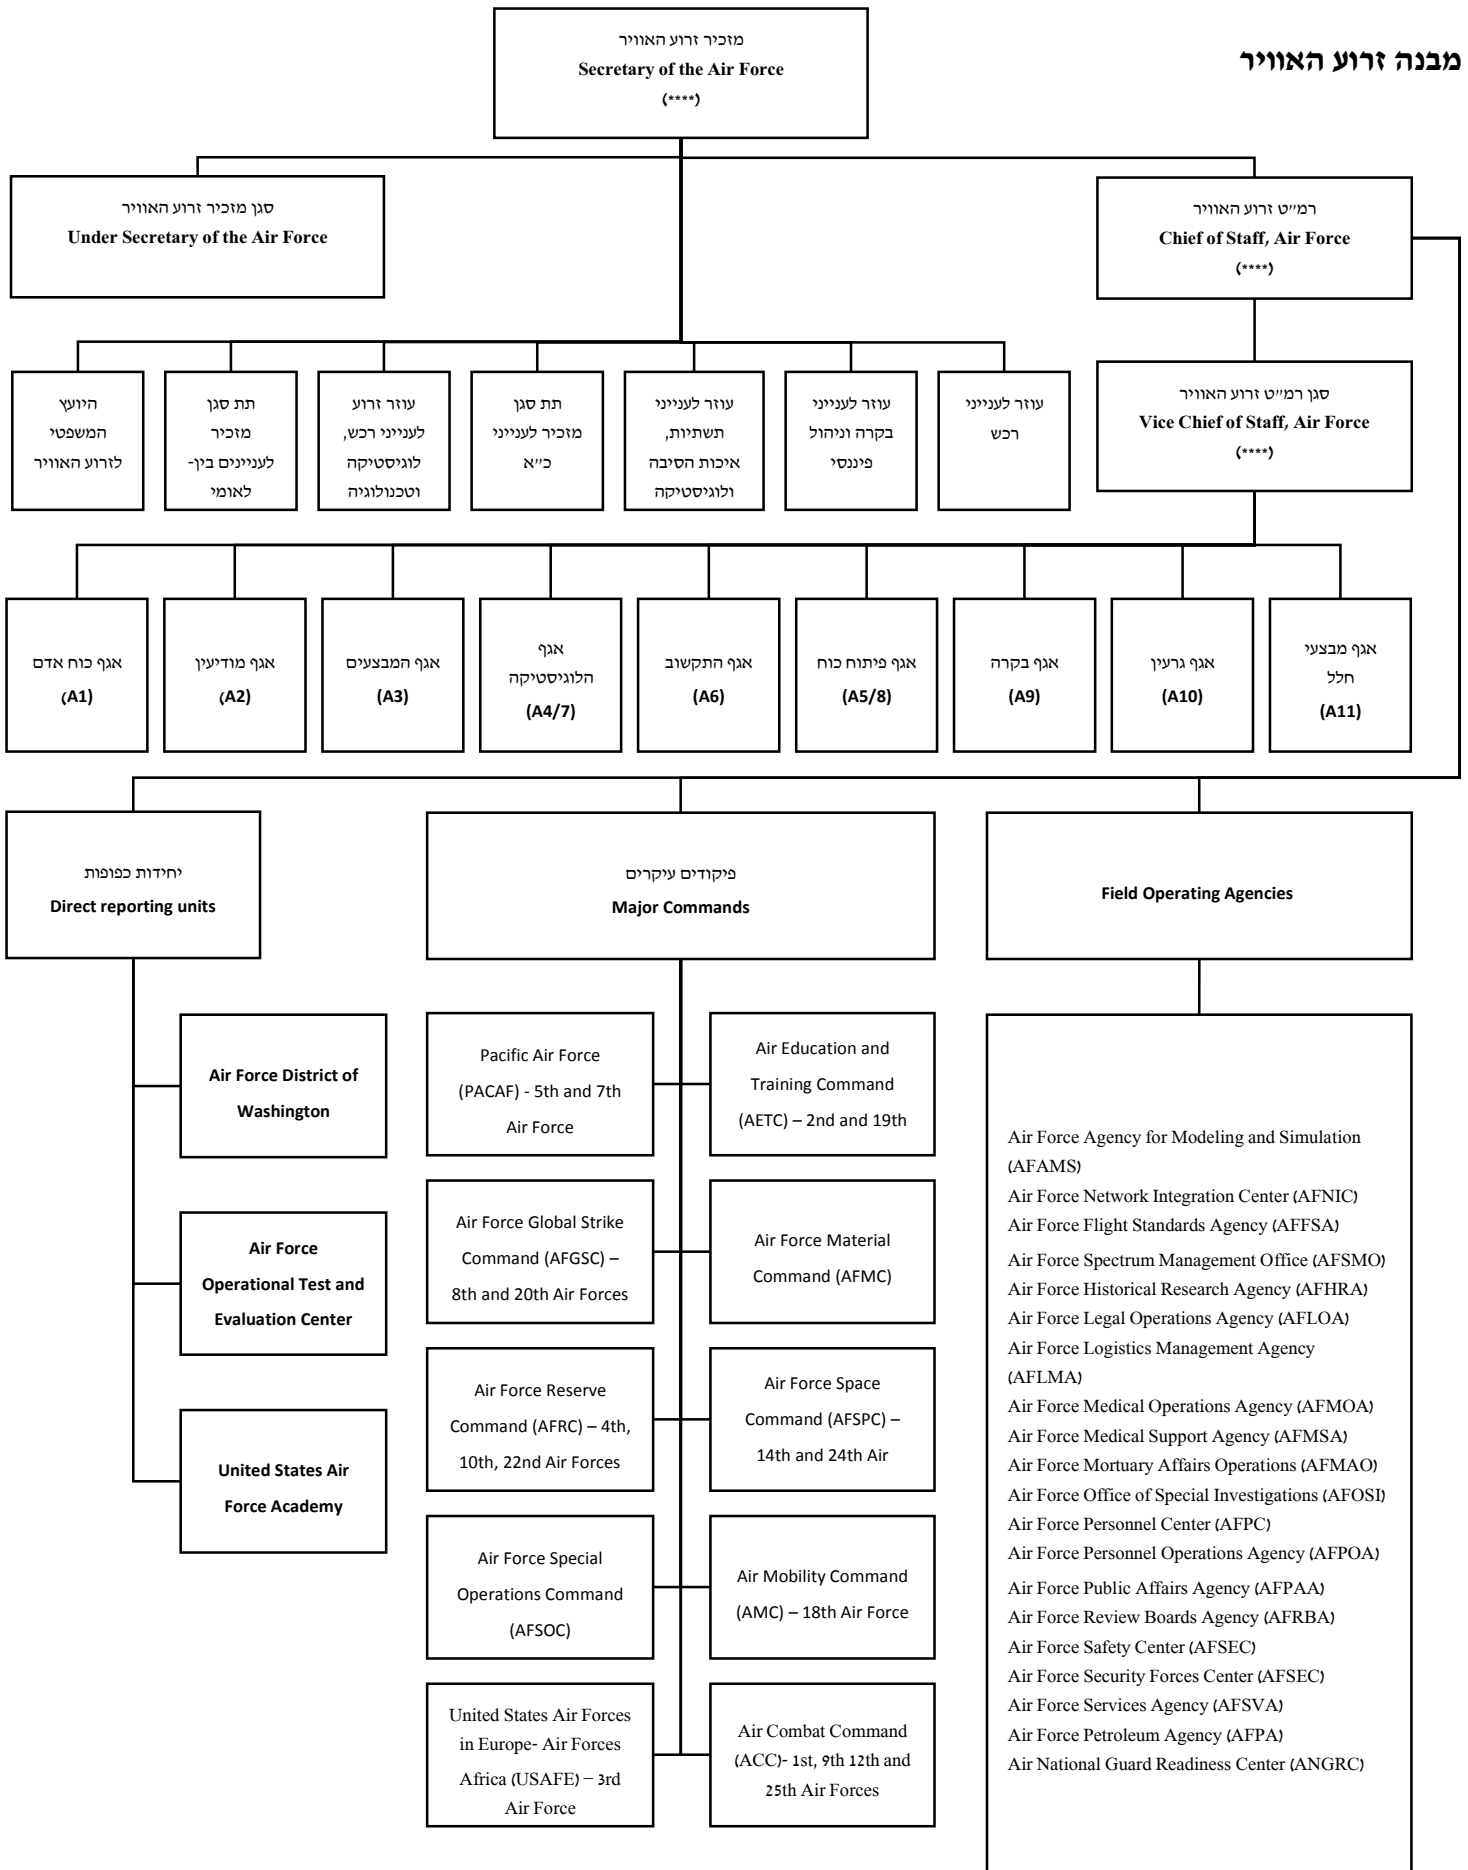 מבנה זרוע האוויר
מזכיר זרוע האוויר
Secretary of the Air Force
(****)
סגן מזכיר זרוע האוויר
Under Secretary of the Air Force
רמ״ט זרוע האוויר
Chief of Staff, Air Force
(****)
סגן רמ״ט זרוע האוויר
Vice Chief of Staff, Air Force
(****)
עוזר לענייני
רכש
עוזר לענייני
בקרה וניהול
פיננסי
עוזר לענייני
תשתיות,
איכות הסיבה
ולוגיסטיקה
תת סגן
מזכיר לענייני
כ״א
עוזר זרוע
לענייני רכש,
לוגיסטיקה
וטכנולוגיה
תת סגן
מזכיר
לעניינים בין-
לאומי
היועץ
המשפטי
לזרוע האוויר
אגף כוח אדם
(A1)
אגף מודיעין
(A2)
אגף המבצעים
(A3)
אגף
הלוגיסטיקה
(A4/7)
אגף התקשוב
(A6)
אגף פיתוח כוח
(A5/8)
אגף בקרה
(A9)
אגף גרעין
(A10)
אגף מבצעי
חלל
(A11)
יחידות כפופות
Direct reporting units
פיקודים עיקרים
Major Commands
Field Operating Agencies
Air Force District of
Washington
Air Force
Operational Test and
Evaluation Center
United States Air
Force Academy
Pacific Air Force
(PACAF) - 5th and 7th
Air Force
Air Education and
Training Command
(AETC) – 2nd and 19th
Air Force Global Strike
Command (AFGSC) –
8th and 20th Air Forces
Air Force Material
Command (AFMC)
Air Force Reserve
Command (AFRC) – 4th,
10th, 22nd Air Forces
Air Force Space
Command (AFSPC) –
14th and 24th Air
Air Force Special
Operations Command
(AFSOC)
Air Mobility Command
(AMC) – 18th Air Force
United States Air Forces
in Europe- Air Forces
Africa (USAFE) – 3rd
Air Force
Air Combat Command
(ACC)- 1st, 9th 12th and
25th Air Forces
Air Force Agency for Modeling and Simulation
(AFAMS)
Air Force Network Integration Center (AFNIC)
Air Force Flight Standards Agency (AFFSA)
Air Force Spectrum Management Office (AFSMO)
Air Force Historical Research Agency (AFHRA)
Air Force Legal Operations Agency (AFLOA)
Air Force Logistics Management Agency
(AFLMA)
Air Force Medical Operations Agency (AFMOA)
Air Force Medical Support Agency (AFMSA)
Air Force Mortuary Affairs Operations (AFMAO)
Air Force Office of Special Investigations (AFOSI)
Air Force Personnel Center (AFPC)
Air Force Personnel Operations Agency (AFPOA)
Air Force Public Affairs Agency (AFPAA)
Air Force Review Boards Agency (AFRBA)
Air Force Safety Center (AFSEC)
Air Force Security Forces Center (AFSEC)
Air Force Services Agency (AFSVA)
Air Force Petroleum Agency (AFPA)
Air National Guard Readiness Center (ANGRC)